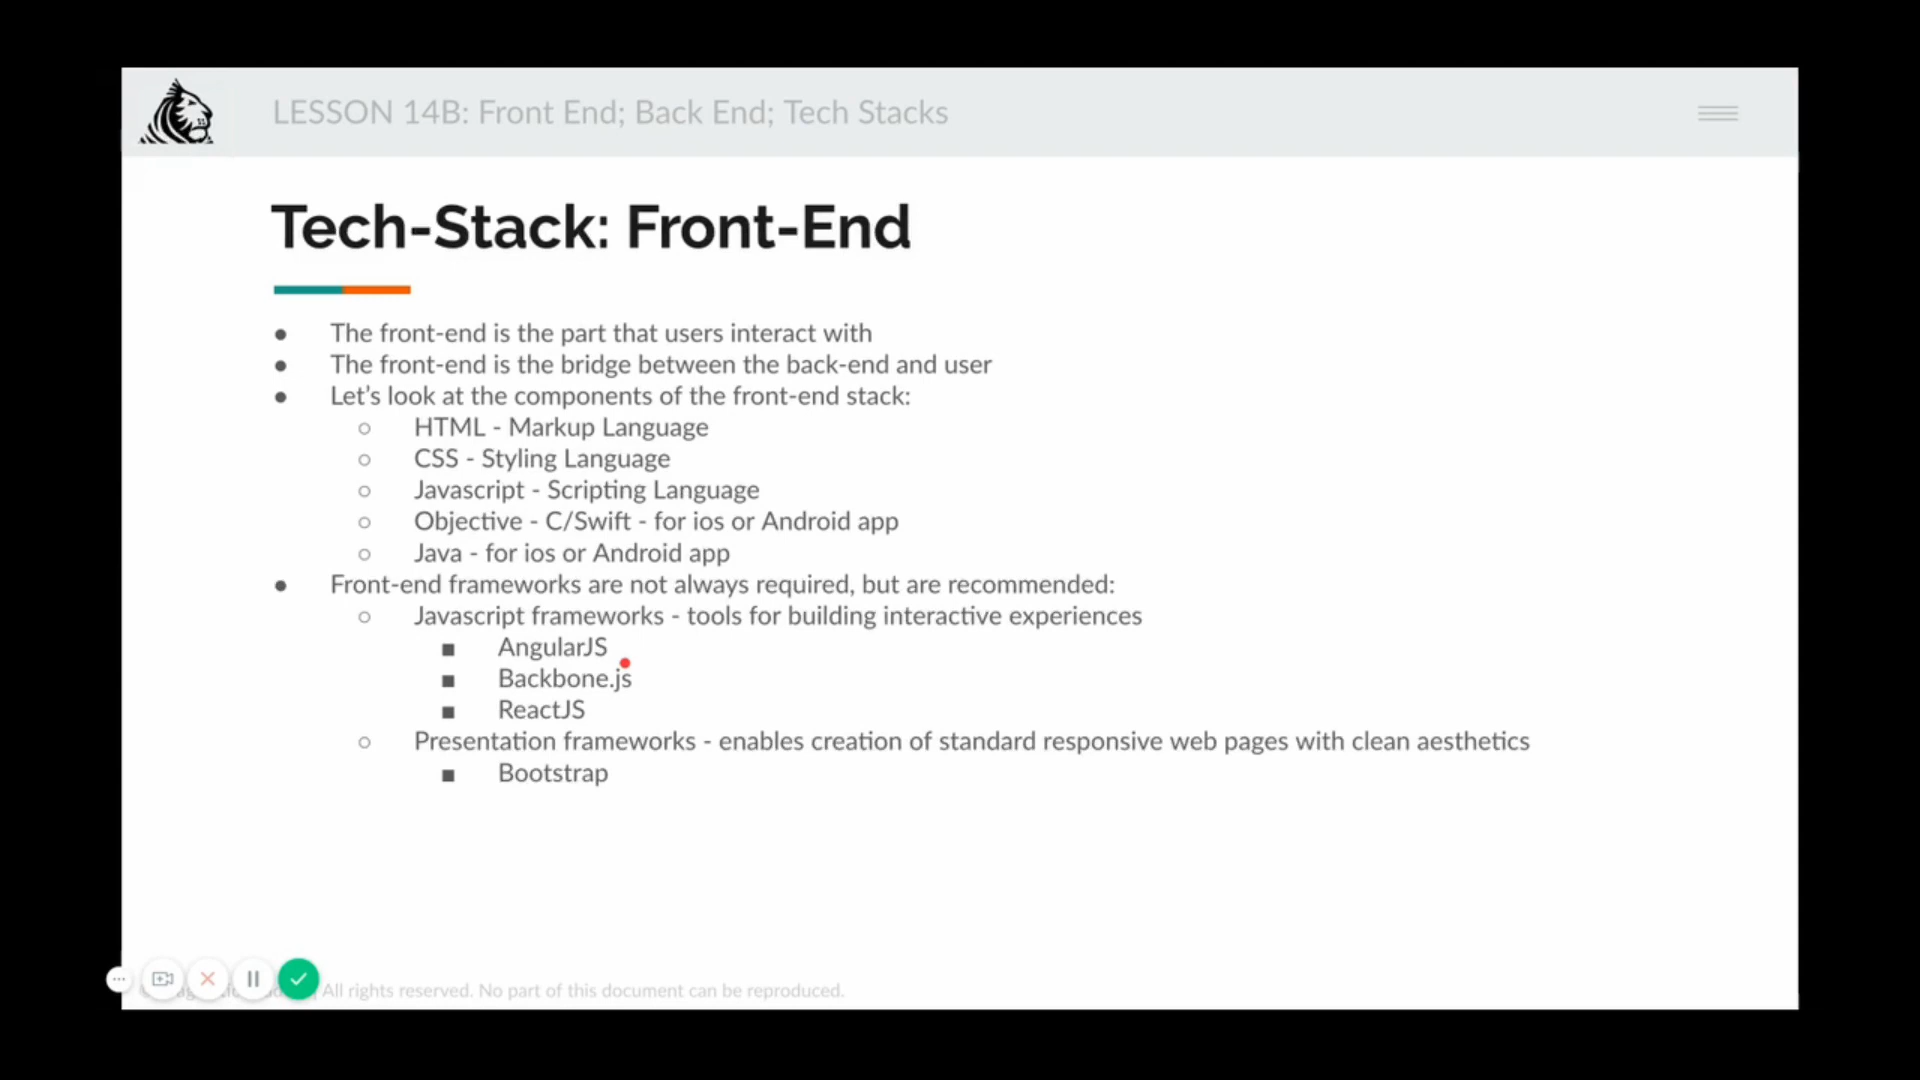 LESSON 14B: Front End; Back End; Tech Stacks
Tech-Stack: Front-End
● The front-end is the part that users interact with
● The front-end is the bridge between the back-end and user
● Let's look at the components of the front-end stack:
○ HTML - Markup Language
○ CSS - Styling Language
○ Javascript - Scripting Language
○ Objective - C/Swift - for ios or Android app
○ Java - for ios or Android app
● Front-end frameworks are not always required, but are recommended:
○ Javascript frameworks - tools for building interactive experiences
■ AngularJS
■ Backbone.js
■ ReactJS
○ Presentation frameworks - enables creation of standard responsive web pages with clean aesthetics
■ Bootstrap
All rights reserved. No part of this document can be reproduced.